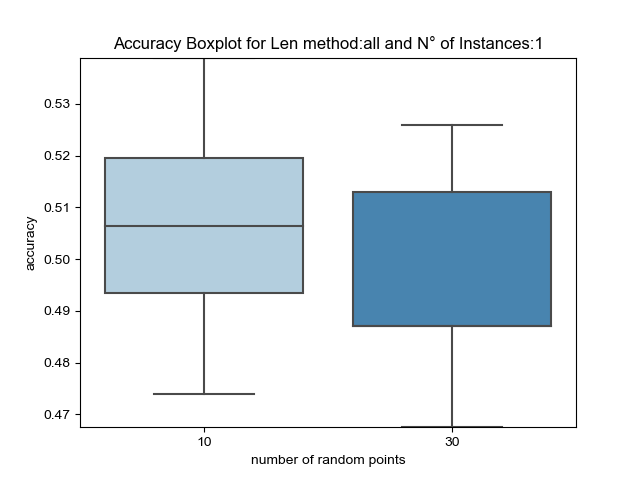 Accuracy Boxplot for Len method:all and N° of Instances:1
0.53
0.52
0.51
0.50
0.49
0.48
0.47
accuracy
10 30
number of random points